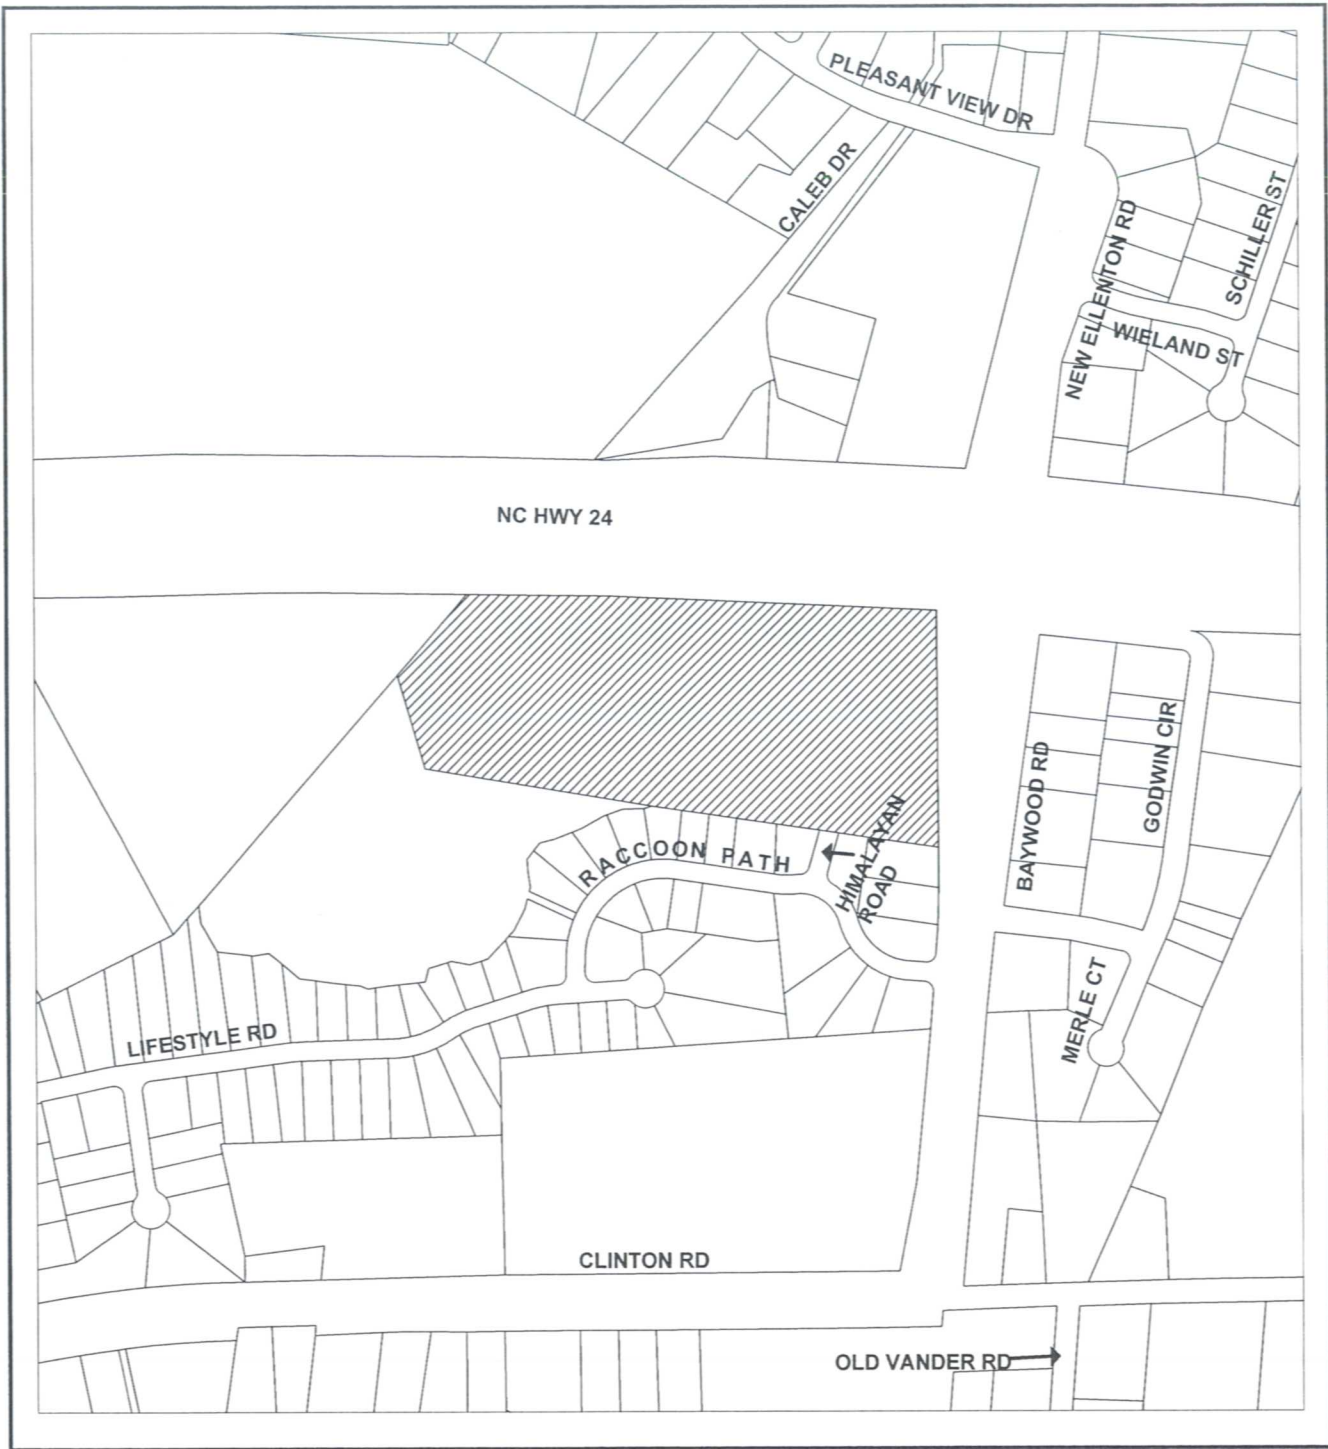 PLEASANT VIEW DR
CALEB DR
SCHILLER ST
NEW ELLENTON RD
WIELAND ST
NC HWY 24
GODWIN CIR
BAYWOOD RD
RACCOON PATH
HIMALAYAN
ROAD
MERLE CT
LIFESTYLE RD
CLINTON RD
OLD VANDER RD